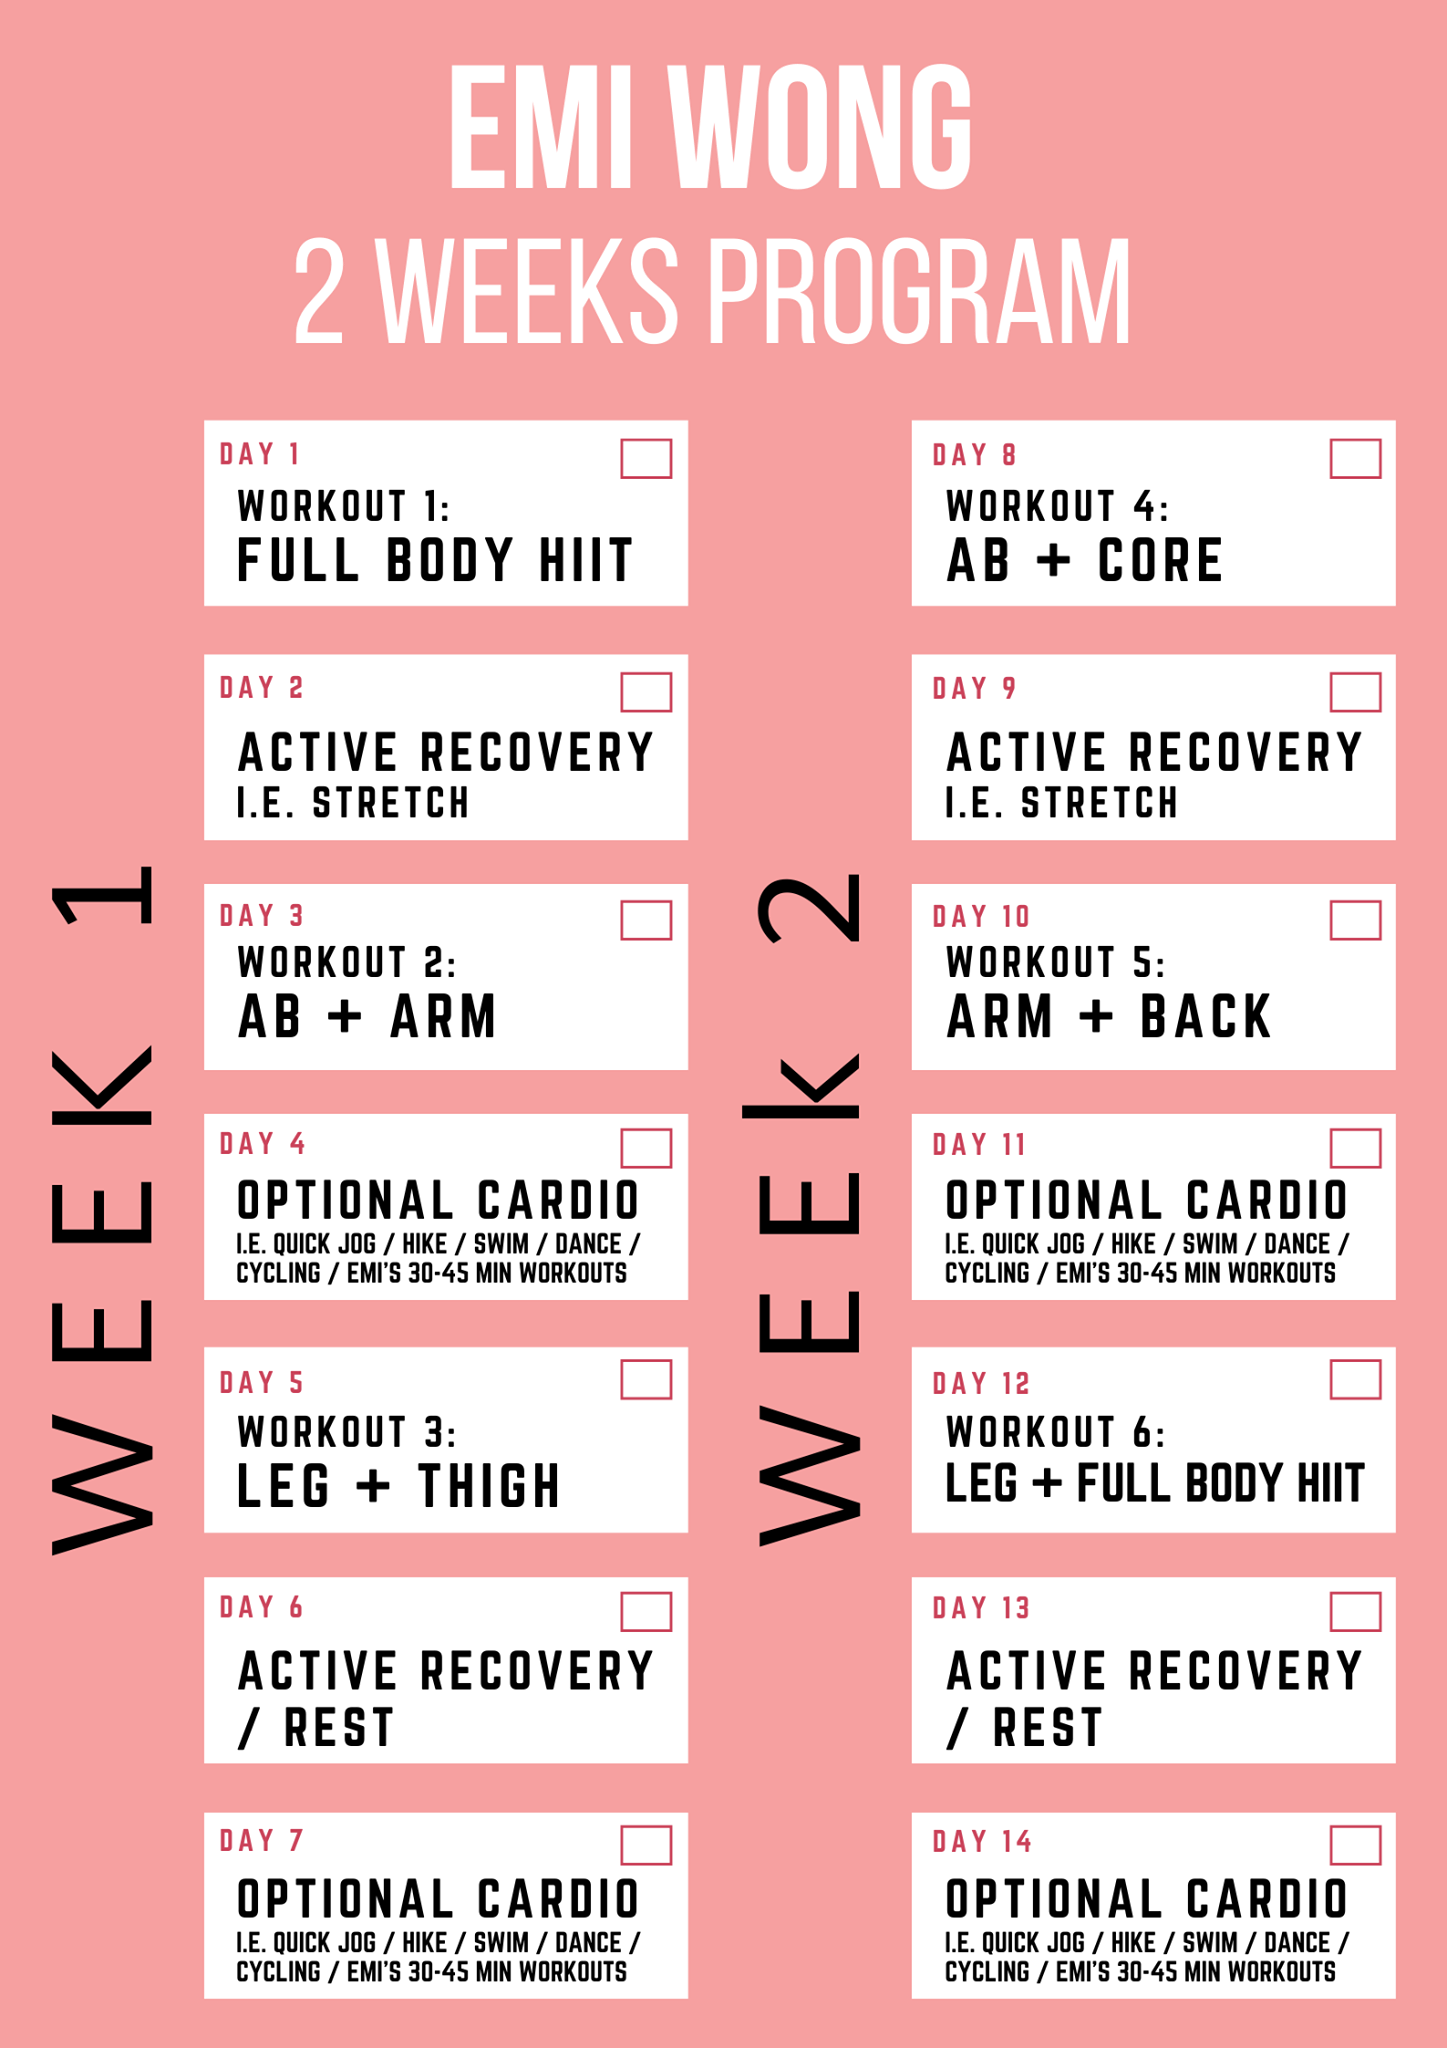 EMI WONG
2 WEEKS PROGRAM
WEEK 1
DAY 1
WORKOUT 1:
FULL BODY HIIT
DAY 2
ACTIVE RECOVERY
I.E. STRETCH
DAY 3
WORKOUT 2:
AB + ARM
DAY 4
OPTIONAL CARDIO
I.E. QUICK JOG / HIKE / SWIM / DANCE /
CYCLING / EMI'S 30-45 MIN WORKOUTS
DAY 5
WORKOUT 3:
LEG + THIGH
DAY 6
ACTIVE RECOVERY
/ REST
DAY 7
OPTIONAL CARDIO
I.E. QUICK JOG / HIKE / SWIM / DANCE /
CYCLING / EMI'S 30-45 MIN WORKOUTS
WEEk 2
DAY 8
WORKOUT 4:
AB + CORE
DAY 9
ACTIVE RECOVERY
I.E. STRETCH
DAY 10
WORKOUT 5:
ARM + BACK
DAY 11
OPTIONAL CARDIO
I.E. QUICK JOG / HIKE / SWIM / DANCE /
CYCLING / EMI'S 30-45 MIN WORKOUTS
DAY 12
WORKOUT 6:
LEG + FULL BODY HIIT
DAY 13
ACTIVE RECOVERY
/ REST
DAY 14
OPTIONAL CARDIO
I.E. QUICK JOG / HIKE / SWIM / DANCE /
CYCLING / EMI'S 30-45 MIN WORKOUTS